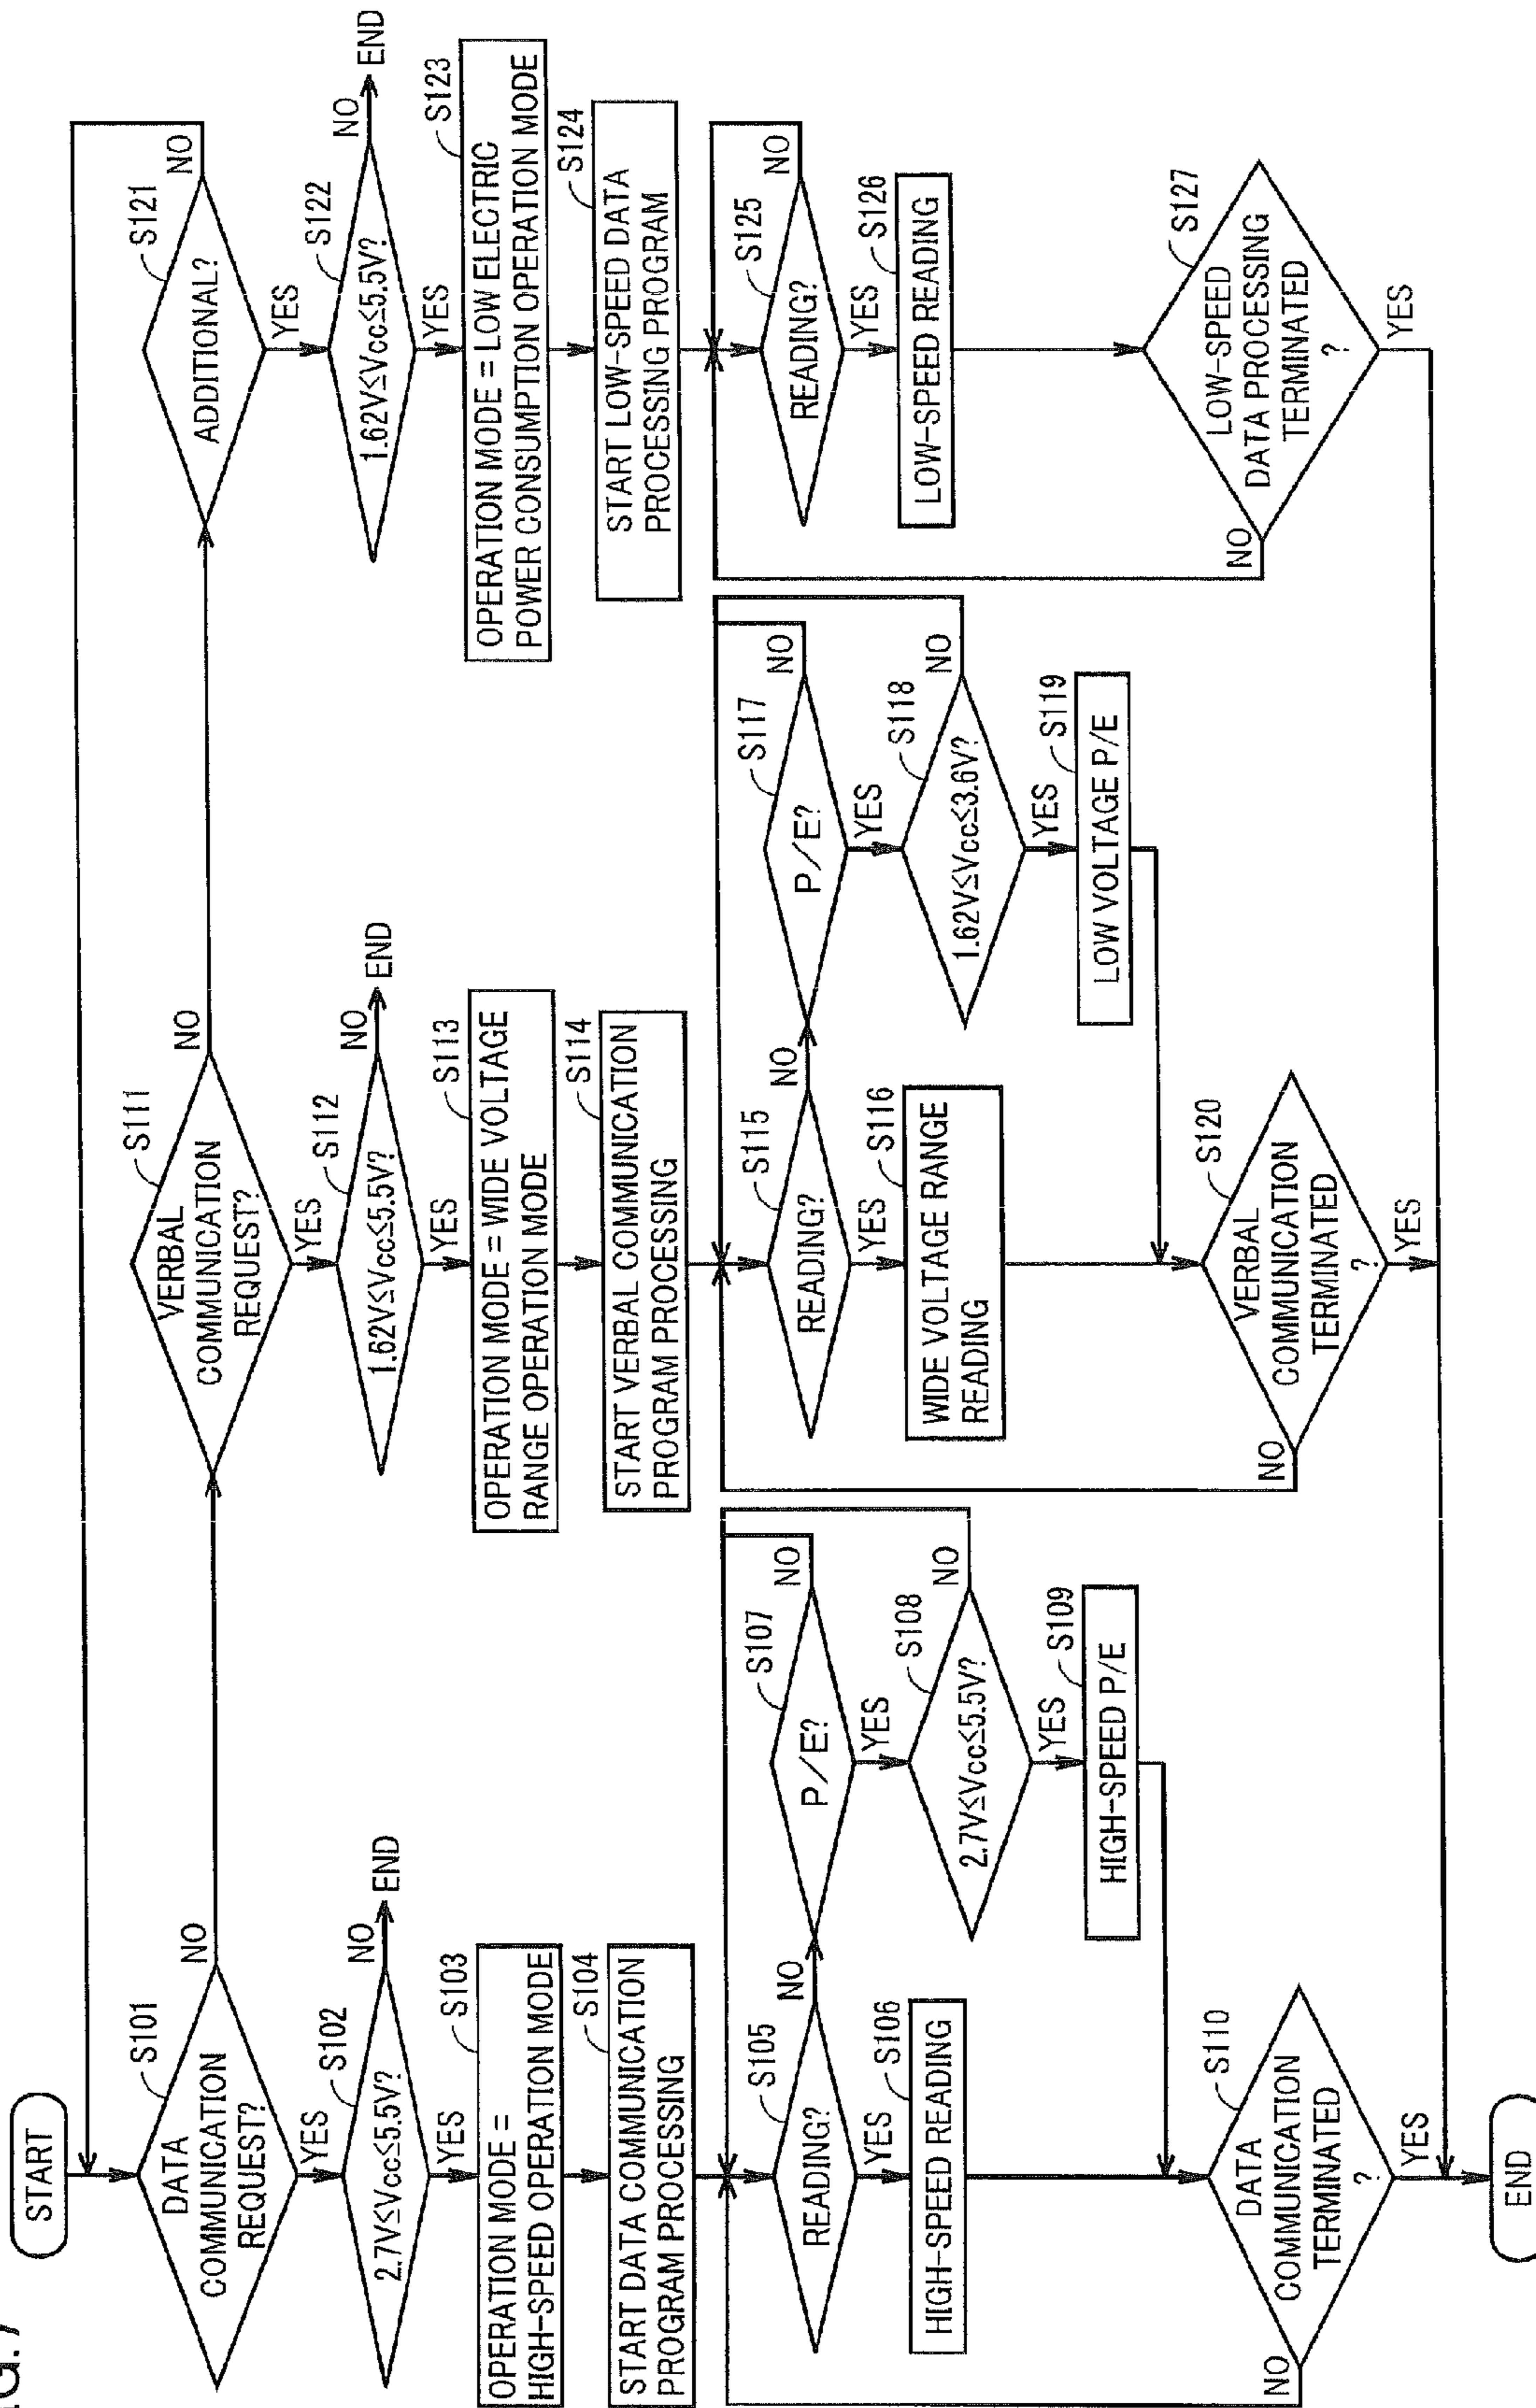 FIG.7
START
DATA
COMMUNICATION
REQUEST?
S101
NO
YES
2.7V≤Vcc≤5.5V?
S102
NO
END
YES
OPERATION MODE =
HIGH-SPEED OPERATION MODE
S103
START DATA COMMUNICATION
PROGRAM PROCESSING
S104
READING?
S105
NO
YES
HIGH-SPEED READING
S106
P/E?
S107
NO
YES
2.7V≤Vcc≤5.5V?
S108
NO
YES
HIGH-SPEED P/E
S109
DATA
COMMUNICATION
TERMINATED
?
S110
NO
YES
END
VERBAL
COMMUNICATION
REQUEST?
S111
NO
YES
1.62V≤Vcc≤5.5V?
S112
NO
END
YES
OPERATION MODE = WIDE VOLTAGE
RANGE OPERATION MODE
S113
START VERBAL COMMUNICATION
PROGRAM PROCESSING
S114
READING?
S115
NO
YES
WIDE VOLTAGE RANGE
READING
S116
P/E?
S117
NO
YES
1.62V≤Vcc≤3.6V?
S118
NO
YES
LOW VOLTAGE P/E
S119
VERBAL
COMMUNICATION
TERMINATED
?
S120
NO
YES
ADDITIONAL?
S121
NO
YES
1.62V≤Vcc≤5.5V?
S122
NO
END
YES
OPERATION MODE = LOW ELECTRIC
POWER CONSUMPTION OPERATION MODE
S123
START LOW-SPEED DATA
PROCESSING PROGRAM
S124
READING?
S125
NO
YES
LOW-SPEED READING
S126
LOW-SPEED
DATA PROCESSING
TERMINATED
?
S127
NO
YES